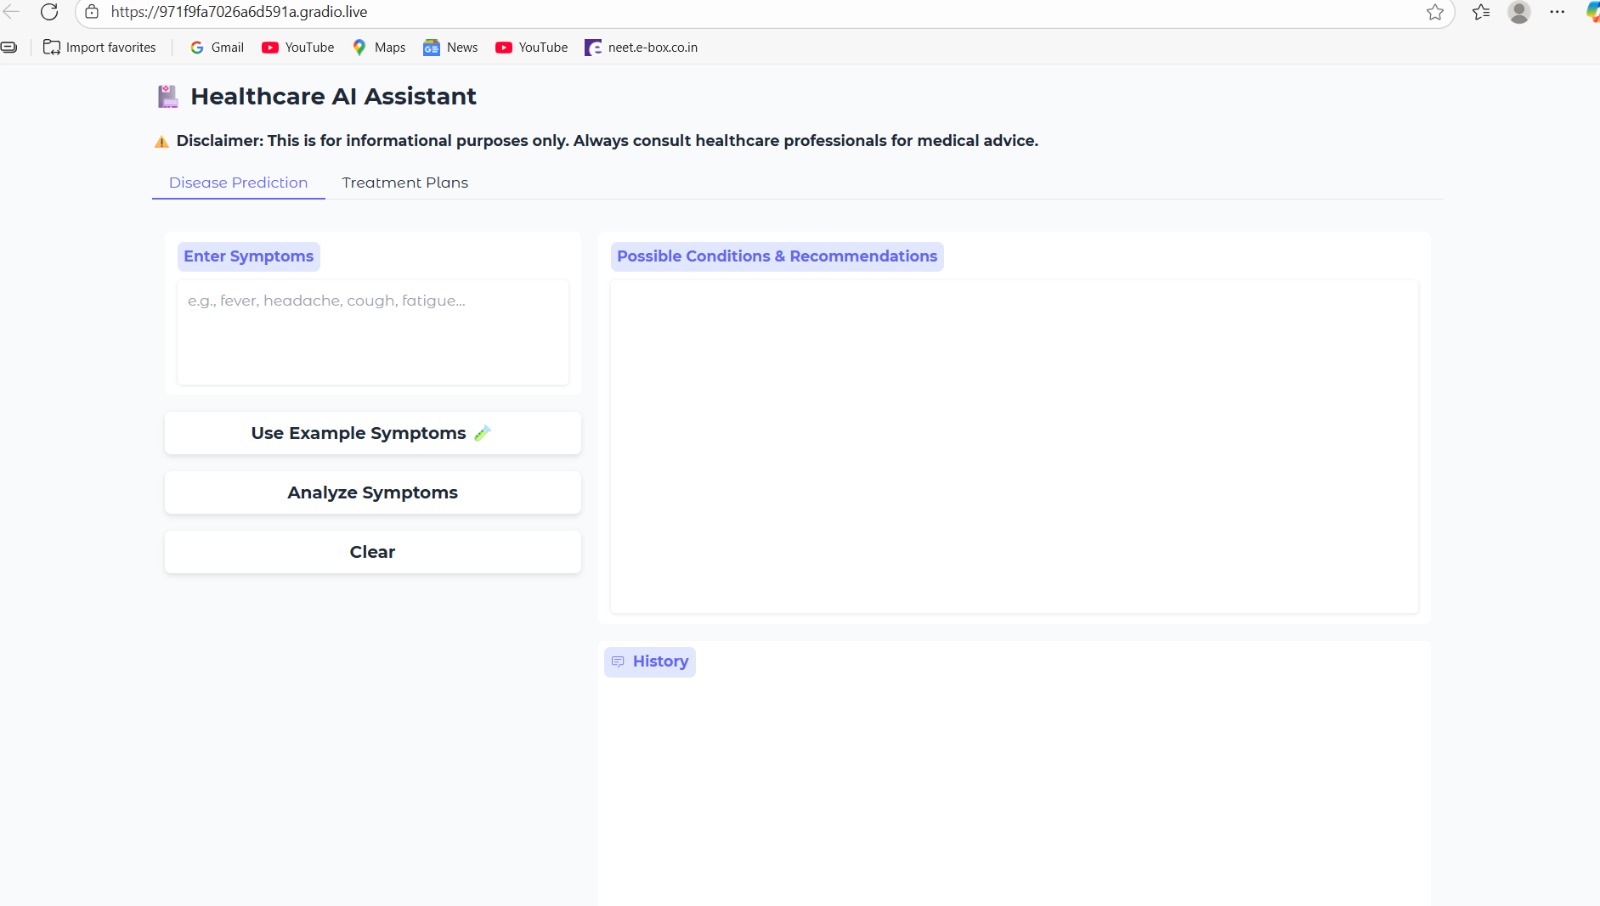 https://971f9fa7026a6d591a.gradio.live
Import favorites Gmail YouTube Maps News YouTube neet.e-box.co.in
Healthcare AI Assistant
Disclaimer: This is for informational purposes only. Always consult healthcare professionals for medical advice.
Disease Prediction Treatment Plans
Enter Symptoms
e.g., fever, headache, cough, fatigue...
Use Example Symptoms
Analyze Symptoms
Clear
Possible Conditions & Recommendations
History